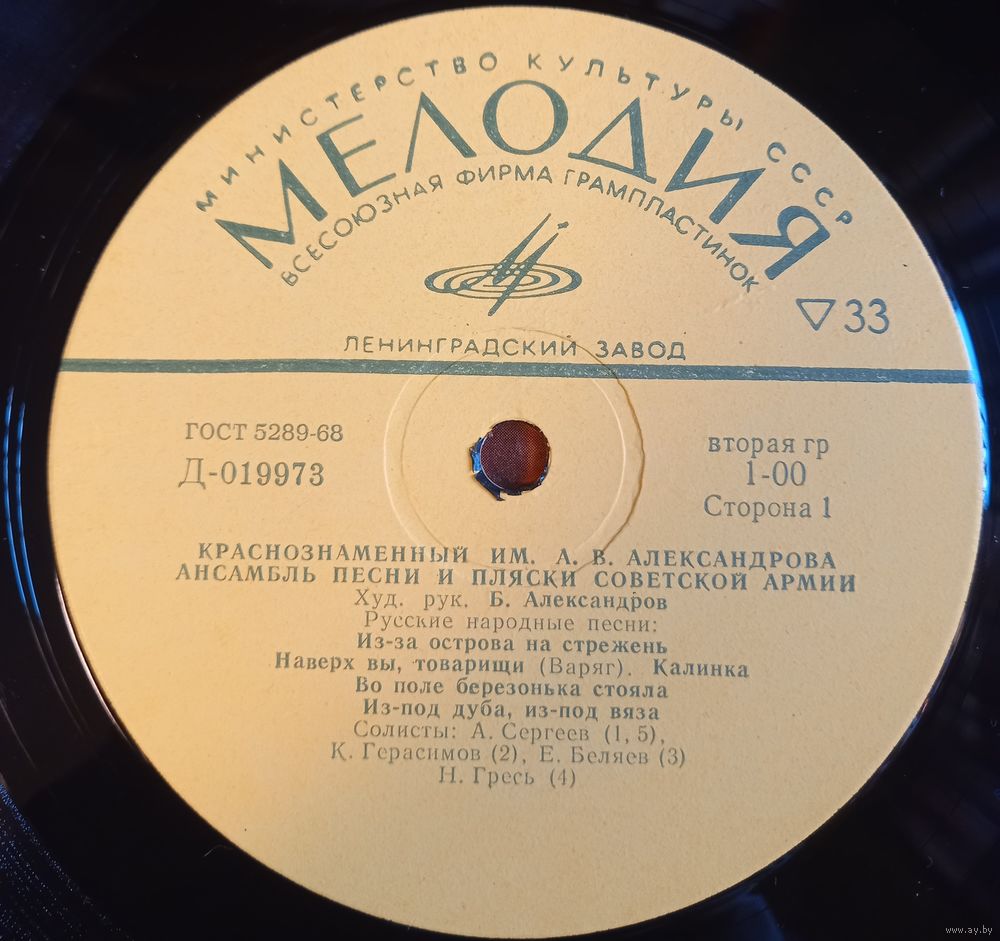 МИНИСТЕРСТВО КУЛЬТУРЫ СССР
МЕЛОДИЯ
ВСЕСОЮЗНАЯ ФИРМА ГРАМПЛАСТИНОК
▽ 33
ЛЕНИНГРАДСКИЙ ЗАВОД
ГОСТ 5289-68
Д-019973
вторая гр
1-00
Сторона 1
КРАСНОЗНАМЕННЫЙ ИМ. А. В. АЛЕКСАНДРОВА
АНСАМБЛЬ ПЕСНИ И ПЛЯСКИ СОВЕТСКОЙ АРМИИ
Худ. рук. Б. Александров
Русские народные песни:
Из-за острова на стрежень
Наверх вы, товарищи (Варяг). Калинка
Во поле березонька стояла
Из-под дуба, из-под вяза
Солисты: А. Сергеев (1, 5),
К. Герасимов (2), Е. Беляев (3)
Н. Гресь (4)
www.ay.by